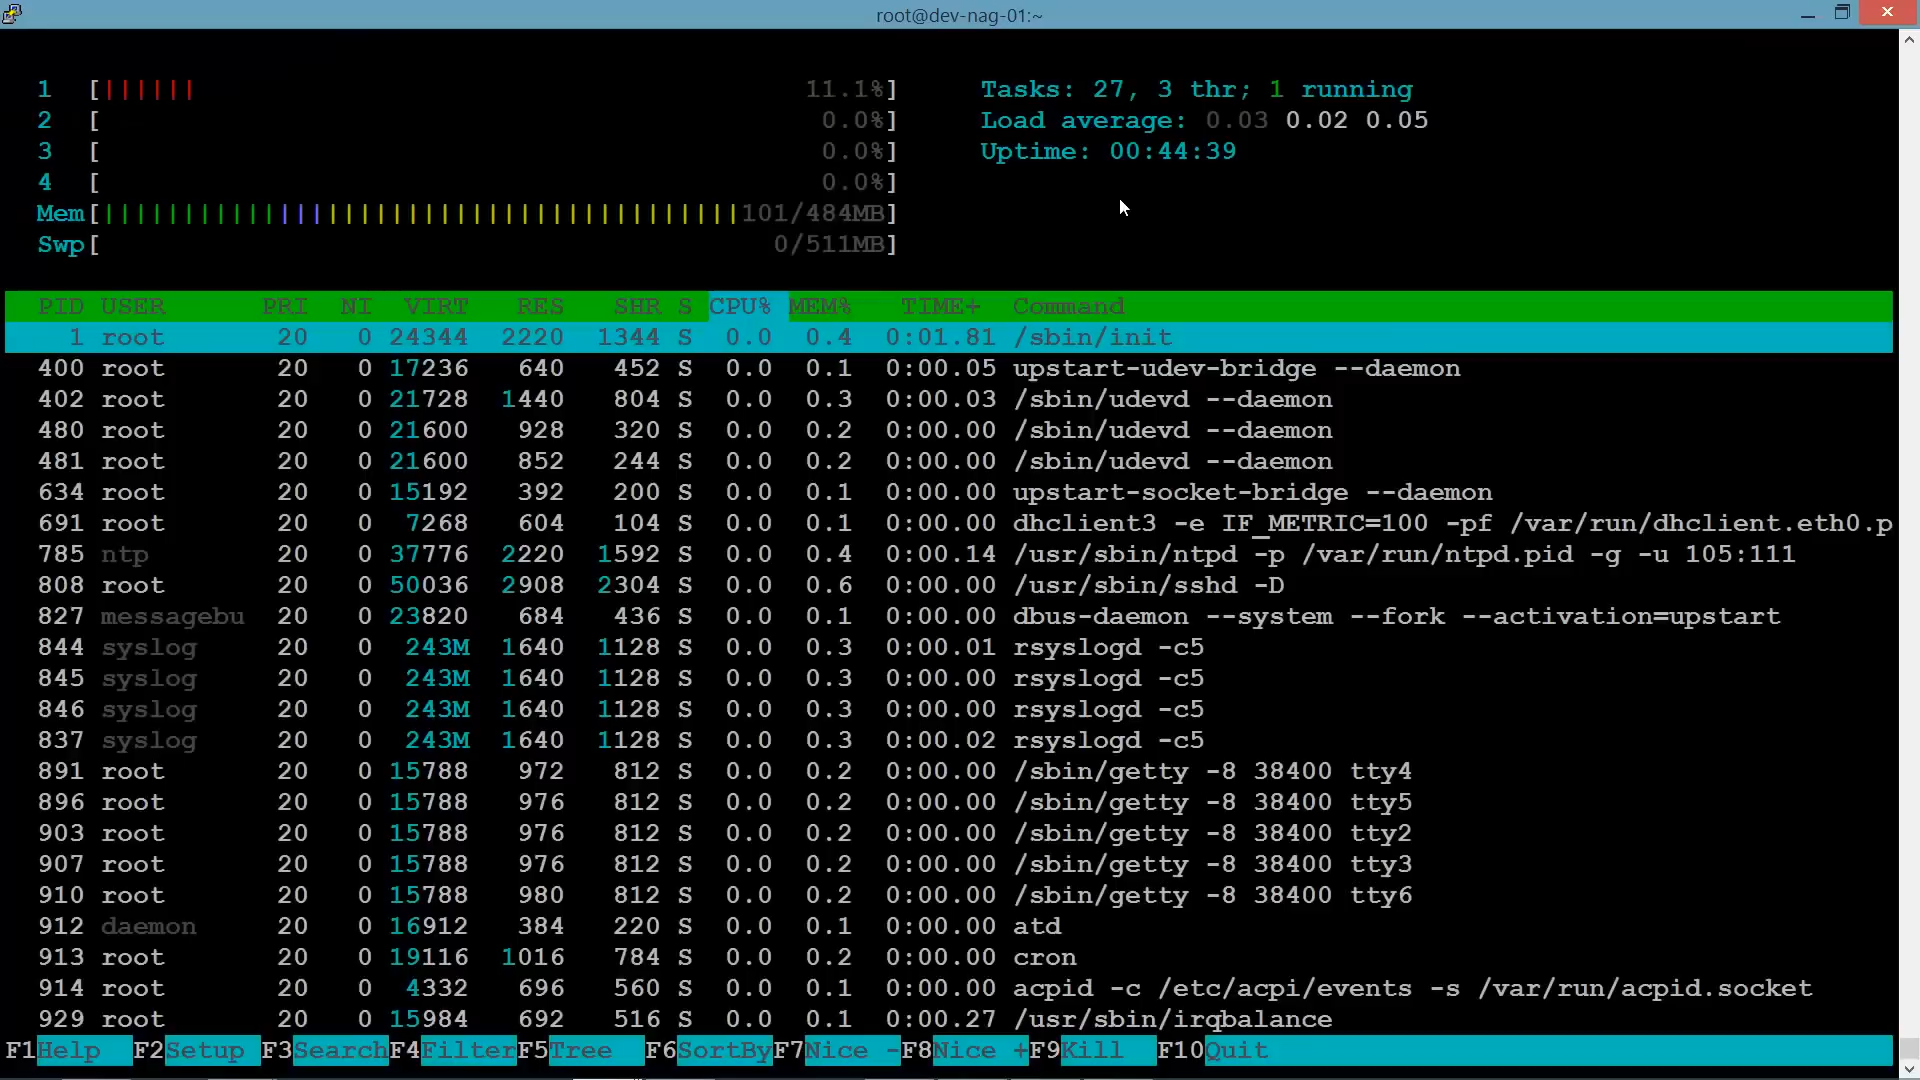 root@dev-nag-01:~
1 [|||||| 11.1%] Tasks: 27, 3 thr; 1 running
2 [ 0.0%] Load average: 0.03 0.02 0.05
3 [ 0.0%] Uptime: 00:44:39
4 [ 0.0%]
Mem[||||||||||||||||||||||||||||||||||||||||101/484MB]
Swp[ 0/511MB]
PID USER PRI NI VIRT RES SHR S CPU% MEM% TIME+ Command
1 root 20 0 24344 2220 1344 S 0.0 0.4 0:01.81 /sbin/init
400 root 20 0 17236 640 452 S 0.0 0.1 0:00.05 upstart-udev-bridge --daemon
402 root 20 0 21728 1440 804 S 0.0 0.3 0:00.03 /sbin/udevd --daemon
480 root 20 0 21600 928 320 S 0.0 0.2 0:00.00 /sbin/udevd --daemon
481 root 20 0 21600 852 244 S 0.0 0.2 0:00.00 /sbin/udevd --daemon
634 root 20 0 15192 392 200 S 0.0 0.1 0:00.00 upstart-socket-bridge --daemon
691 root 20 0 7268 604 104 S 0.0 0.1 0:00.00 dhclient3 -e IF_METRIC=100 -pf /var/run/dhclient.eth0.p
785 ntp 20 0 37776 2220 1592 S 0.0 0.4 0:00.14 /usr/sbin/ntpd -p /var/run/ntpd.pid -g -u 105:111
808 root 20 0 50036 2908 2304 S 0.0 0.6 0:00.00 /usr/sbin/sshd -D
827 messagebu 20 0 23820 684 436 S 0.0 0.1 0:00.00 dbus-daemon --system --fork --activation=upstart
844 syslog 20 0 243M 1640 1128 S 0.0 0.3 0:00.01 rsyslogd -c5
845 syslog 20 0 243M 1640 1128 S 0.0 0.3 0:00.00 rsyslogd -c5
846 syslog 20 0 243M 1640 1128 S 0.0 0.3 0:00.00 rsyslogd -c5
837 syslog 20 0 243M 1640 1128 S 0.0 0.3 0:00.02 rsyslogd -c5
891 root 20 0 15788 972 812 S 0.0 0.2 0:00.00 /sbin/getty -8 38400 tty4
896 root 20 0 15788 976 812 S 0.0 0.2 0:00.00 /sbin/getty -8 38400 tty5
903 root 20 0 15788 976 812 S 0.0 0.2 0:00.00 /sbin/getty -8 38400 tty2
907 root 20 0 15788 976 812 S 0.0 0.2 0:00.00 /sbin/getty -8 38400 tty3
910 root 20 0 15788 980 812 S 0.0 0.2 0:00.00 /sbin/getty -8 38400 tty6
912 daemon 20 0 16912 384 220 S 0.0 0.1 0:00.00 atd
913 root 20 0 19116 1016 784 S 0.0 0.2 0:00.00 cron
914 root 20 0 4332 696 560 S 0.0 0.1 0:00.00 acpid -c /etc/acpi/events -s /var/run/acpid.socket
929 root 20 0 15984 692 516 S 0.0 0.1 0:00.27 /usr/sbin/irqbalance
F1Help F2Setup F3SearchF4FilterF5Tree F6SortByF7Nice -F8Nice +F9Kill F10Quit